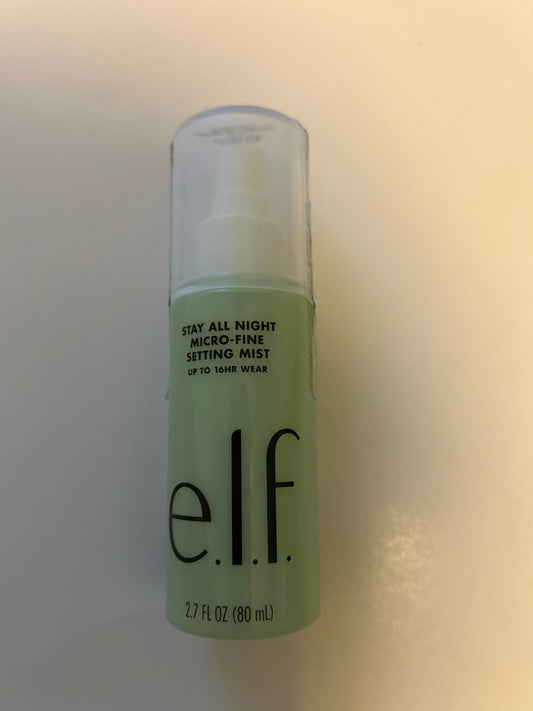 STAY ALL NIGHT
MICRO-FINE
SETTING MIST
UP TO 16HR WEAR
e.l.f.
2.7 FL OZ (80 mL)